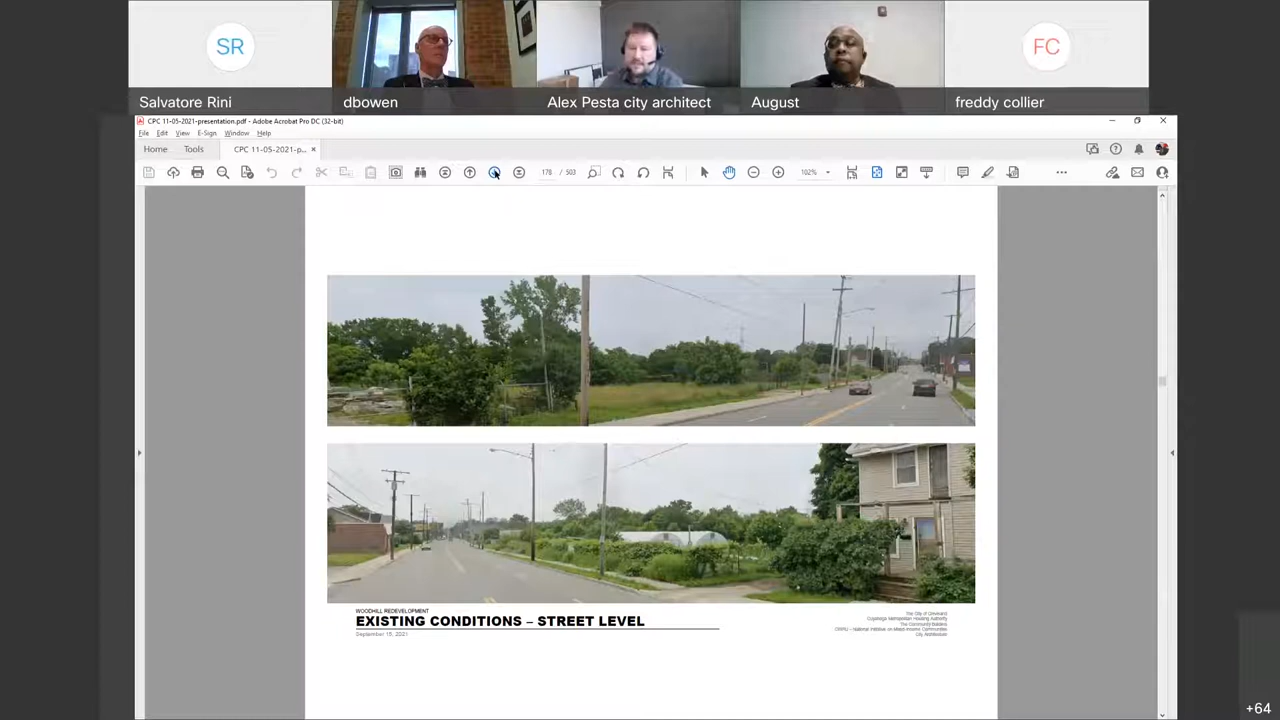 SR
FC
Salvatore Rini
dbowen
Alex Pesta city architect
August
freddy collier
CPC 11-05-2021-presentation.pdf - Adobe Acrobat Pro DC (32-bit)
File Edit View E-Sign Window Help
Home Tools CPC 11-05-2021-p... ×
178 / 503
102%
WOODHILL REDEVELOPMENT
EXISTING CONDITIONS – STREET LEVEL
September 15, 2021
The City of Cleveland
Cuyahoga Metropolitan Housing Authority
The Community Builders
City Architecture
+64